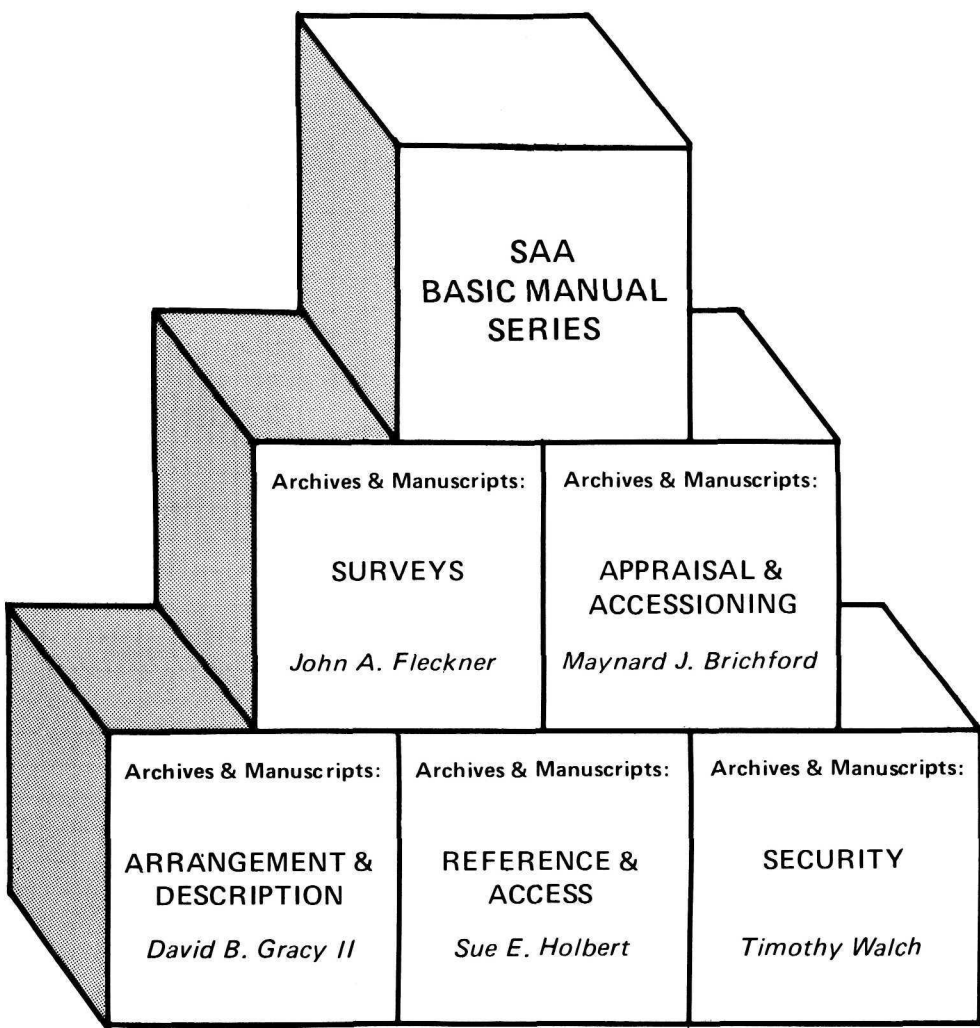 SAA
BASIC MANUAL
SERIES
Archives & Manuscripts:
SURVEYS
John A. Fleckner
Archives & Manuscripts:
APPRAISAL &
ACCESSIONING
Maynard J. Brichford
Archives & Manuscripts:
ARRANGEMENT &
DESCRIPTION
David B. Gracy II
Archives & Manuscripts:
REFERENCE &
ACCESS
Sue E. Holbert
Archives & Manuscripts:
SECURITY
Timothy Walch